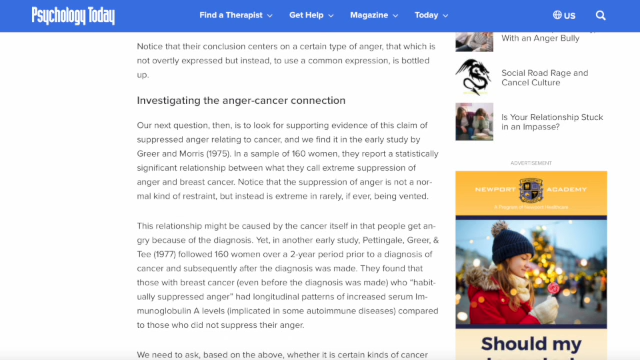 Psychology Today
Find a Therapist
Get Help
Magazine
Today
US
Notice that their conclusion centers on a certain type of anger, that which is
not overtly expressed but instead, to use a common expression, is bottled
up.
Investigating the anger-cancer connection
Our next question, then, is to look for supporting evidence of this claim of
suppressed anger relating to cancer, and we find it in the early study by
Greer and Morris (1975). In a sample of 160 women, they report a statistically
significant relationship between what they call extreme suppression of
anger and breast cancer. Notice that the suppression of anger is not a nor-
mal kind of restraint, but instead is extreme in rarely, if ever, being vented.
This relationship might be caused by the cancer itself in that people get an-
gry because of the diagnosis. Yet, in another early study, Pettingale, Greer, &
Tee (1977) followed 160 women over a 2-year period prior to a diagnosis of
cancer and subsequently after the diagnosis was made. They found that
those with breast cancer (even before the diagnosis was made) who "habit-
ually suppressed anger" had longitudinal patterns of increased serum Im-
munoglobulin A levels (implicated in some autoimmune diseases) compared
to those who did not suppress their anger.
We need to ask, based on the above, whether it is certain kinds of cancer
With an Anger Bully
Social Road Rage and
Cancel Culture
Is Your Relationship Stuck
in an Impasse?
ADVERTISEMENT
NEWPORT ACADEMY
Should my